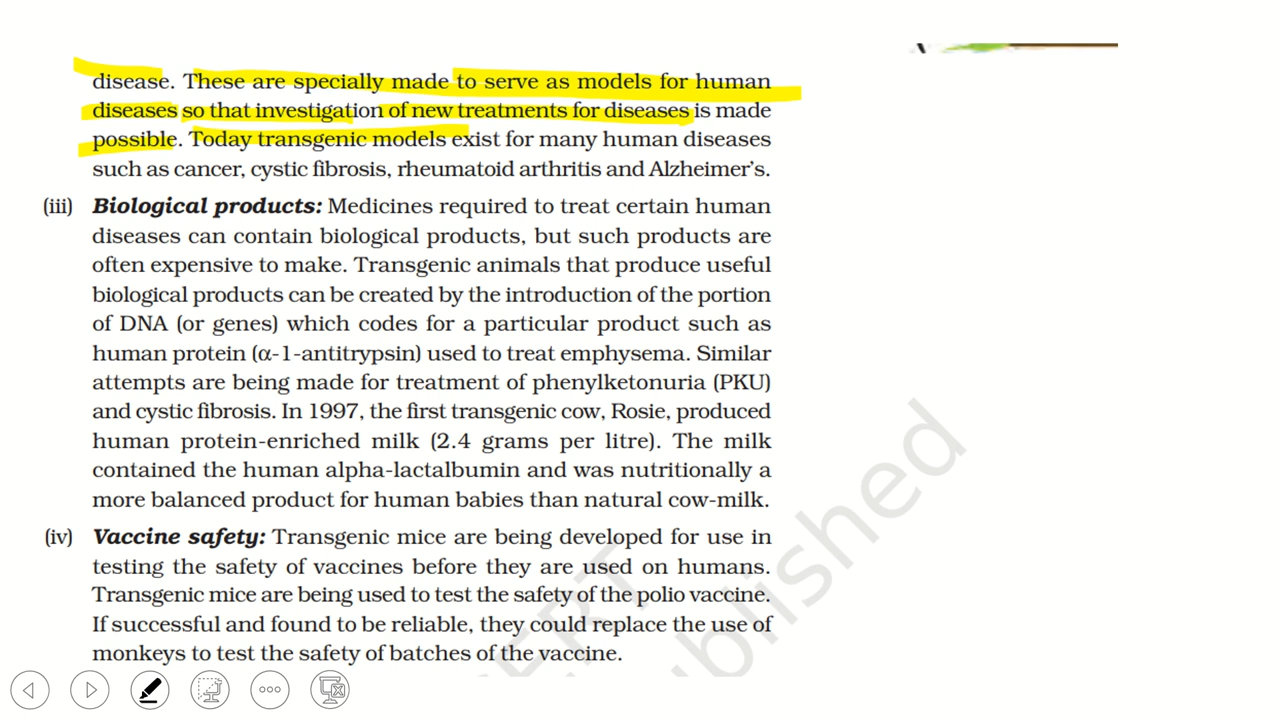 disease. These are specially made to serve as models for human
diseases so that investigation of new treatments for diseases is made
possible. Today transgenic models exist for many human diseases
such as cancer, cystic fibrosis, rheumatoid arthritis and Alzheimer's.
(iii) Biological products: Medicines required to treat certain human
diseases can contain biological products, but such products are
often expensive to make. Transgenic animals that produce useful
biological products can be created by the introduction of the portion
of DNA (or genes) which codes for a particular product such as
human protein (α-1-antitrypsin) used to treat emphysema. Similar
attempts are being made for treatment of phenylketonuria (PKU)
and cystic fibrosis. In 1997, the first transgenic cow, Rosie, produced
human protein-enriched milk (2.4 grams per litre). The milk
contained the human alpha-lactalbumin and was nutritionally a
more balanced product for human babies than natural cow-milk.
(iv) Vaccine safety: Transgenic mice are being developed for use in
testing the safety of vaccines before they are used on humans.
Transgenic mice are being used to test the safety of the polio vaccine.
If successful and found to be reliable, they could replace the use of
monkeys to test the safety of batches of the vaccine.